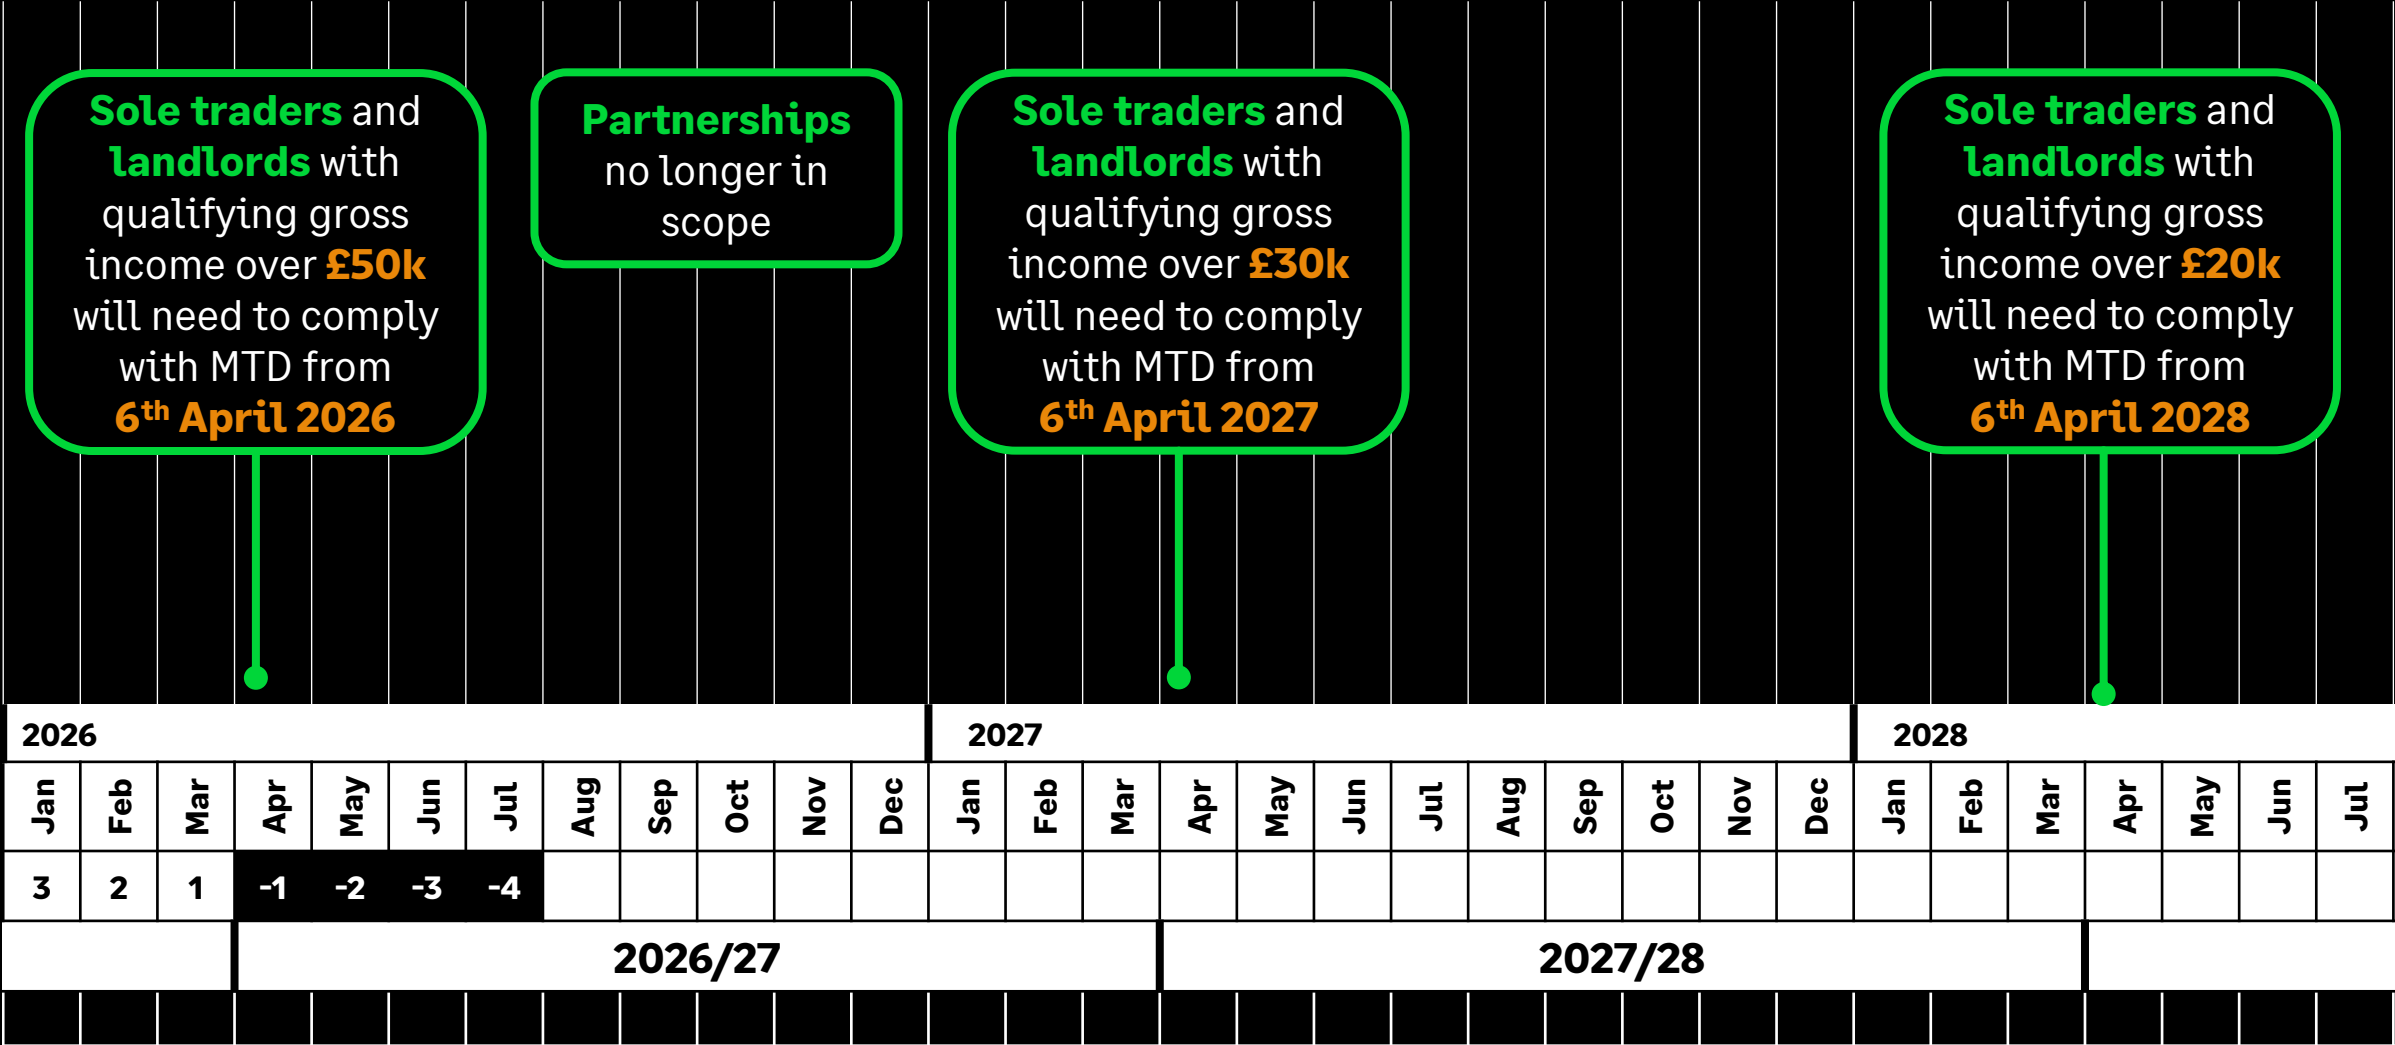 Sole traders and
landlords with
qualifying gross
income over £50k
will need to comply
with MTD from
6th April 2026
Partnerships
no longer in
scope
Sole traders and
landlords with
qualifying gross
income over £30k
will need to comply
with MTD from
6th April 2027
Sole traders and
landlords with
qualifying gross
income over £20k
will need to comply
with MTD from
6th April 2028
2026 2027 2028
Jan Feb Mar Apr May Jun Jul Aug Sep Oct Nov Dec Jan Feb Mar Apr May Jun Jul Aug Sep Oct Nov Dec Jan Feb Mar Apr May Jun Jul
3 2 1 -1 -2 -3 -4
2026/27 2027/28